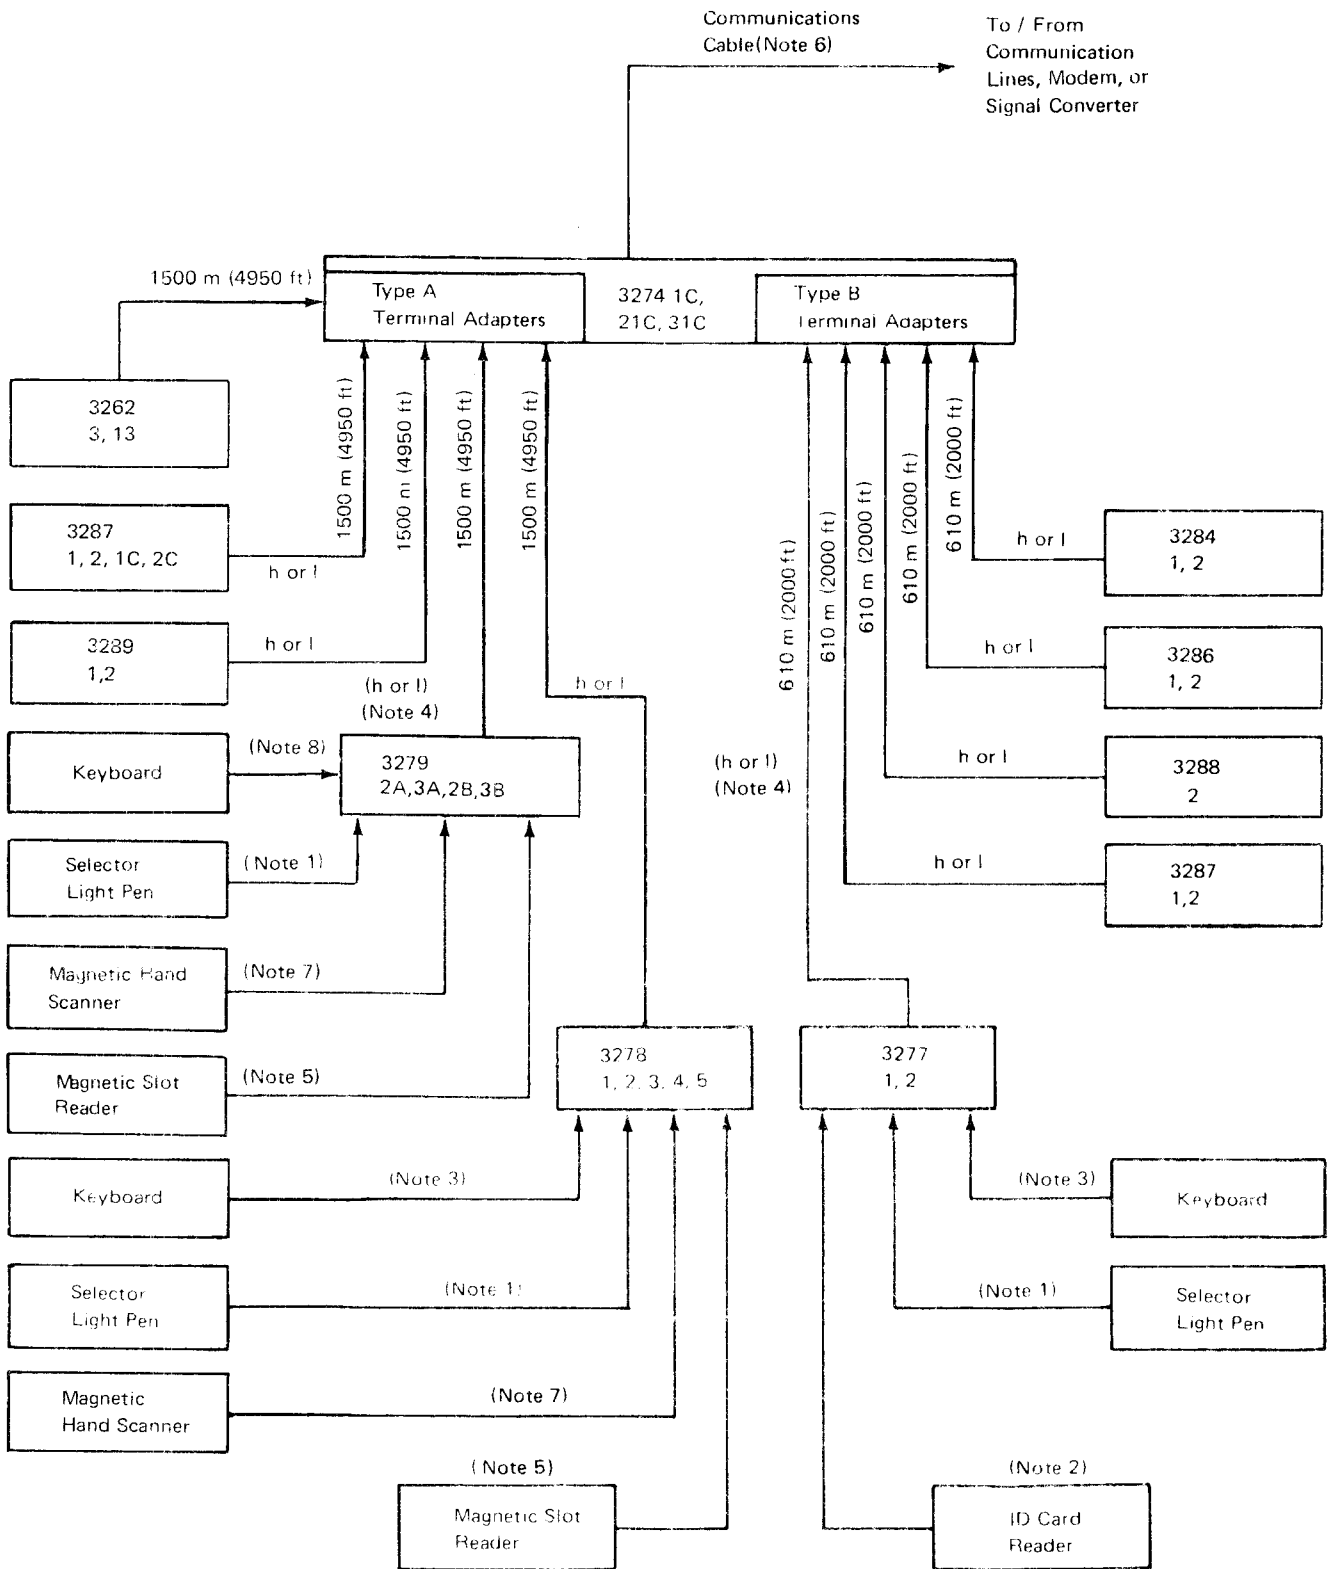 Communications
Cable(Note 6)
To / From
Communication
Lines, Modem, or
Signal Converter
1500 m (4950 ft)
Type A
Terminal Adapters
3274 1C,
21C, 31C
Type B
Terminal Adapters
3262
3, 13
1500 m (4950 ft)
1500 m (4950 ft)
1500 m (4950 ft)
1500 m (4950 ft)
610 m (2000 ft)
610 m (2000 ft)
610 m (2000 ft)
610 m (2000 ft)
610 m (2000 ft)
3287
1, 2, 1C, 2C
h or l
h or l
3284
1, 2
3289
1,2
h or l
(h or l)
(Note 4)
h or l
h or l
3286
1, 2
Keyboard
(Note 8)
3279
2A,3A,2B,3B
(h or l)
(Note 4)
h or l
3288
2
Selector
Light Pen
(Note 1)
h or l
3287
1,2
Magnetic Hand
Scanner
(Note 7)
Magnetic Slot
Reader
(Note 5)
3278
1, 2, 3, 4, 5
3277
1, 2
Keyboard
(Note 3)
(Note 3)
Keyboard
Selector
Light Pen
(Note 1)
(Note 1)
Selector
Light Pen
Magnetic
Hand Scanner
(Note 7)
(Note 5)
Magnetic Slot
Reader
(Note 2)
ID Card
Reader